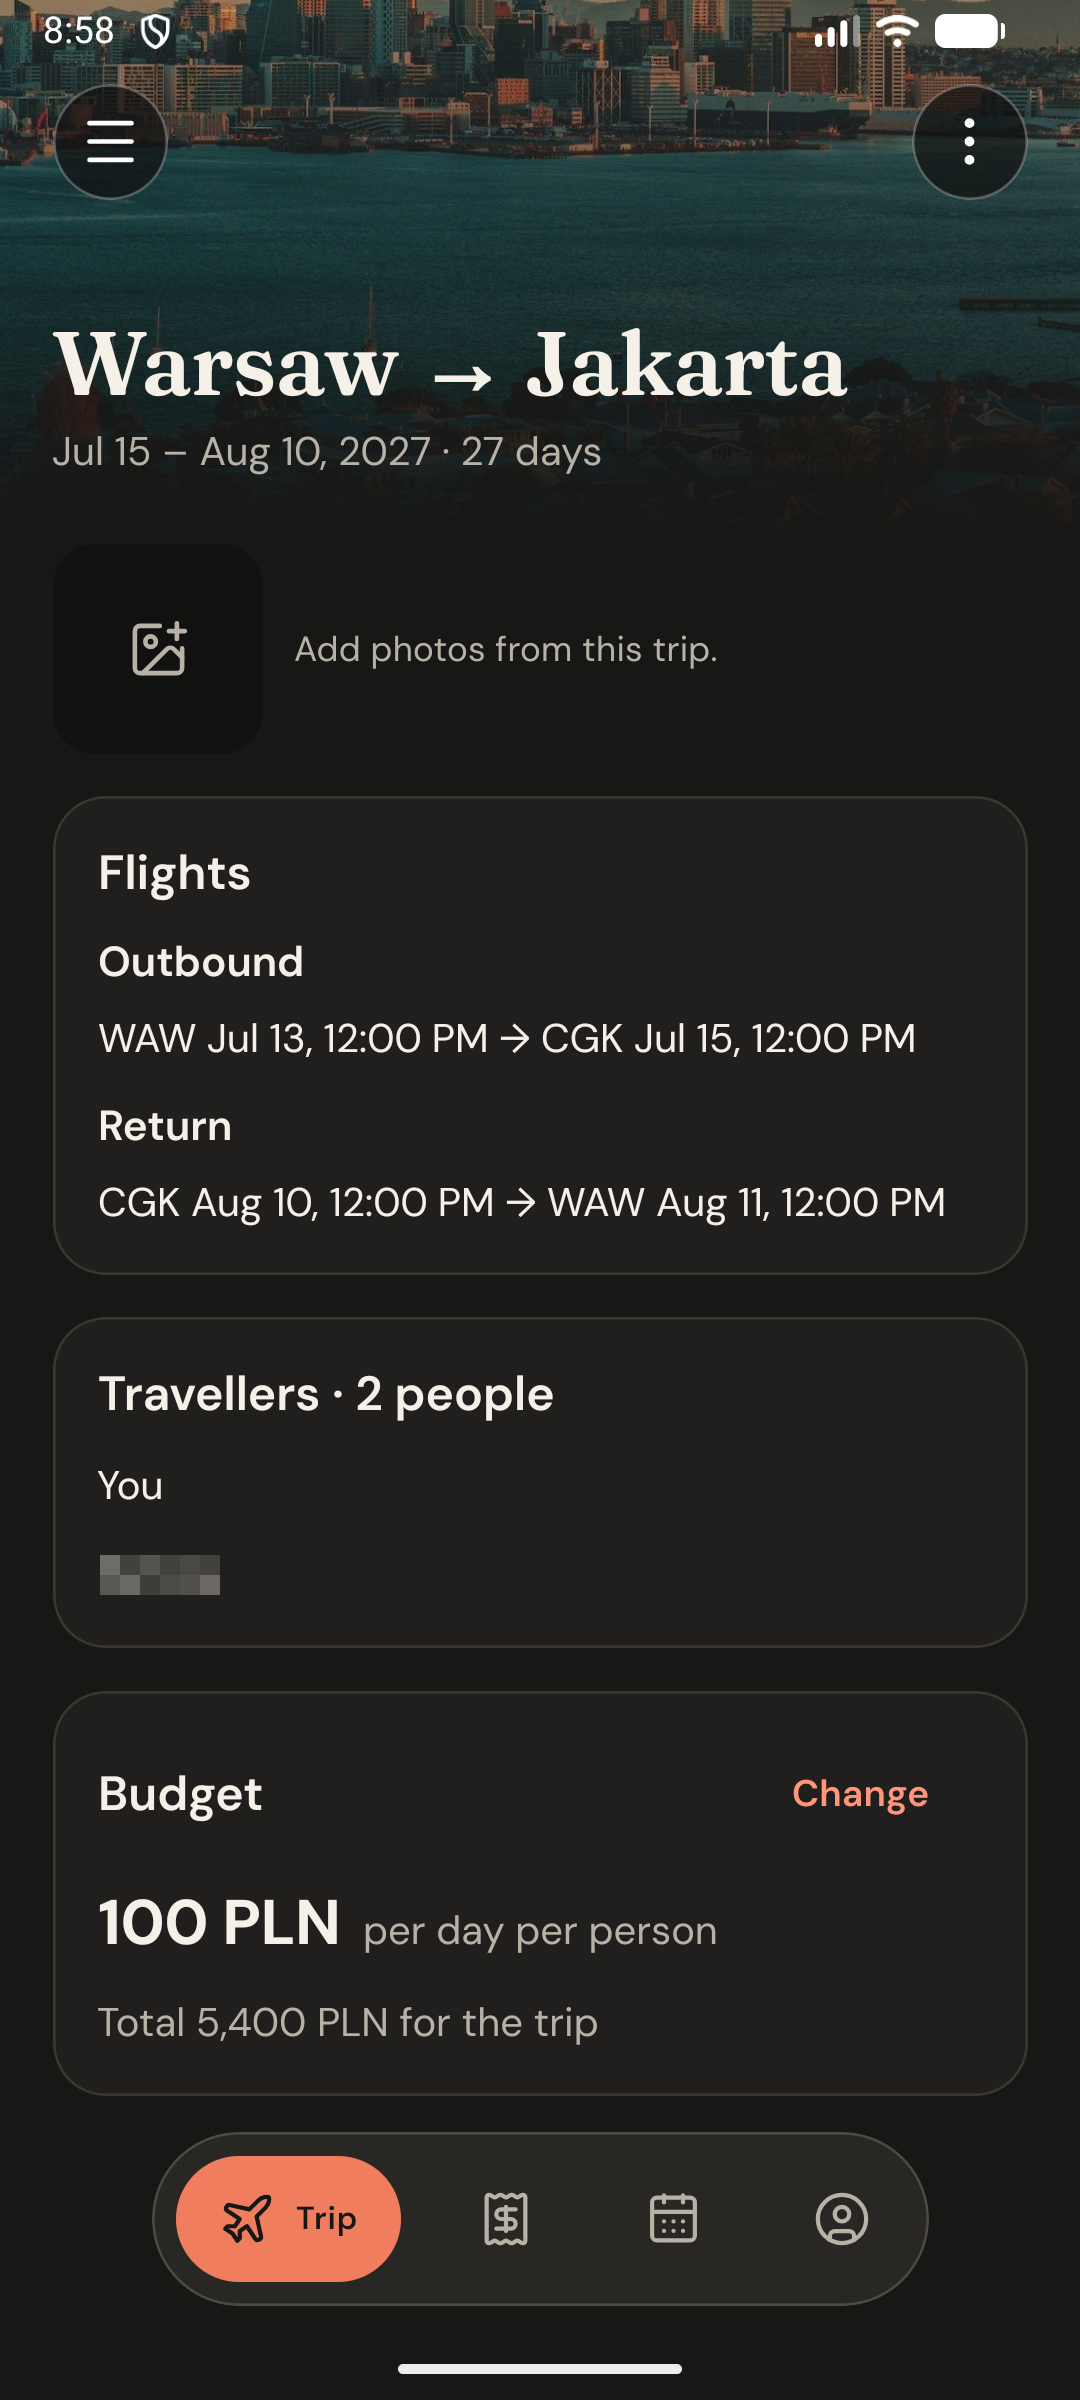 8:58
Warsaw → Jakarta
Jul 15 – Aug 10, 2027 · 27 days
Add photos from this trip.
Flights
Outbound
WAW Jul 13, 12:00 PM → CGK Jul 15, 12:00 PM
Return
CGK Aug 10, 12:00 PM → WAW Aug 11, 12:00 PM
Travellers · 2 people
You
Budget
Change
100 PLN per day per person
Total 5,400 PLN for the trip
Trip